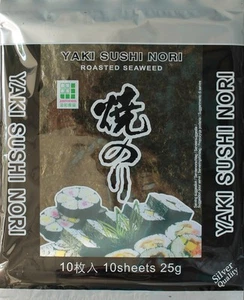 YAKI SUSHI NORI
ROASTED SEAWEED
YAKI SUSHI NORI
YAKI SUSHI NORI
焼のり
10枚入 10sheets 25g
Silver
Quality